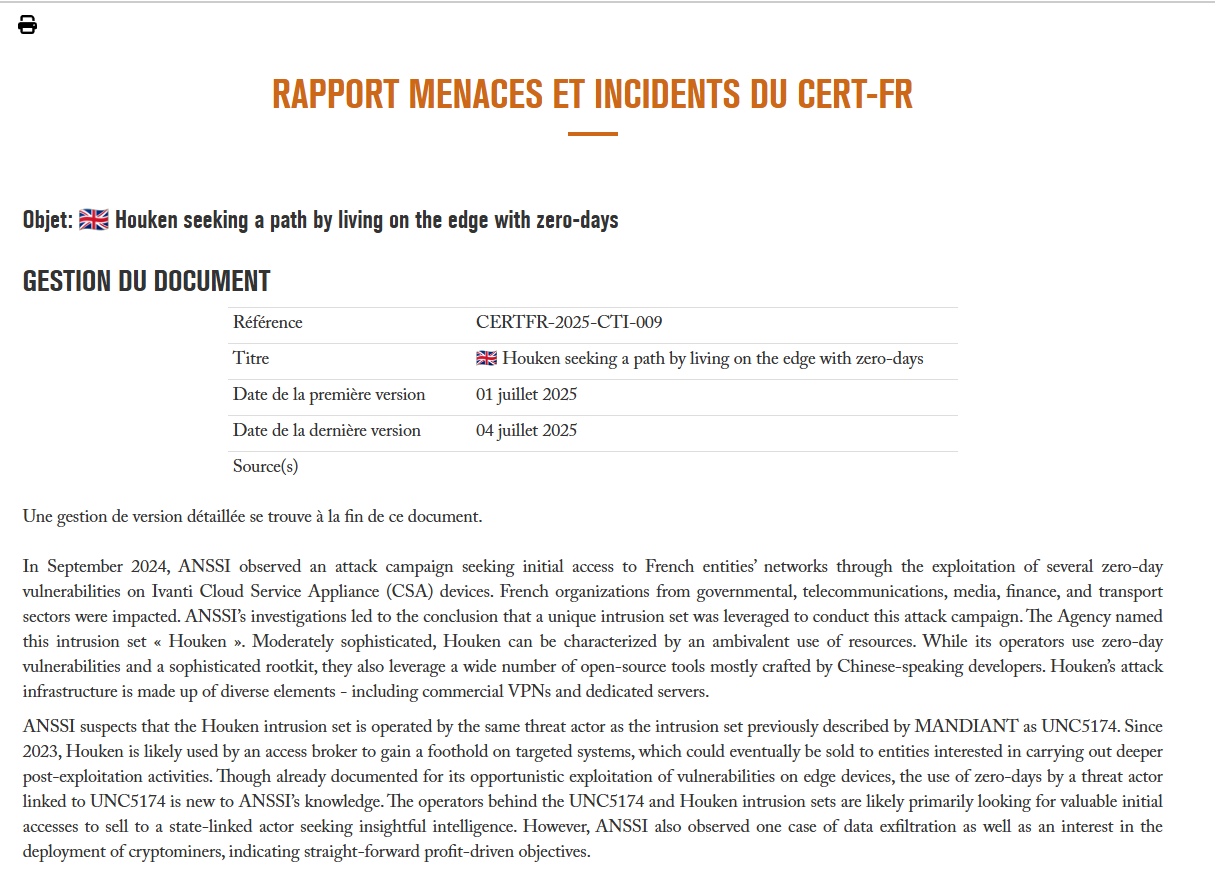 RAPPORT MENACES ET INCIDENTS DU CERT-FR
Objet: 🇬🇧 Houken seeking a path by living on the edge with zero-days
GESTION DU DOCUMENT
Référence CERTFR-2025-CTI-009
Titre 🇬🇧 Houken seeking a path by living on the edge with zero-days
Date de la première version 01 juillet 2025
Date de la dernière version 04 juillet 2025
Source(s)
Une gestion de version détaillée se trouve à la fin de ce document.
In September 2024, ANSSI observed an attack campaign seeking initial access to French entities’ networks through the exploitation of several zero-day
vulnerabilities on Ivanti Cloud Service Appliance (CSA) devices. French organizations from governmental, telecommunications, media, finance, and transport
sectors were impacted. ANSSI’s investigations led to the conclusion that a unique intrusion set was leveraged to conduct this attack campaign. The Agency named
this intrusion set « Houken ». Moderately sophisticated, Houken can be characterized by an ambivalent use of resources. While its operators use zero-day
vulnerabilities and a sophisticated rootkit, they also leverage a wide number of open-source tools mostly crafted by Chinese-speaking developers. Houken’s attack
infrastructure is made up of diverse elements - including commercial VPNs and dedicated servers.
ANSSI suspects that the Houken intrusion set is operated by the same threat actor as the intrusion set previously described by MANDIANT as UNC5174. Since
2023, Houken is likely used by an access broker to gain a foothold on targeted systems, which could eventually be sold to entities interested in carrying out deeper
post-exploitation activities. Though already documented for its opportunistic exploitation of vulnerabilities on edge devices, the use of zero-days by a threat actor
linked to UNC5174 is new to ANSSI’s knowledge. The operators behind the UNC5174 and Houken intrusion sets are likely primarily looking for valuable initial
accesses to sell to a state-linked actor seeking insightful intelligence. However, ANSSI also observed one case of data exfiltration as well as an interest in the
deployment of cryptominers, indicating straight-forward profit-driven objectives.